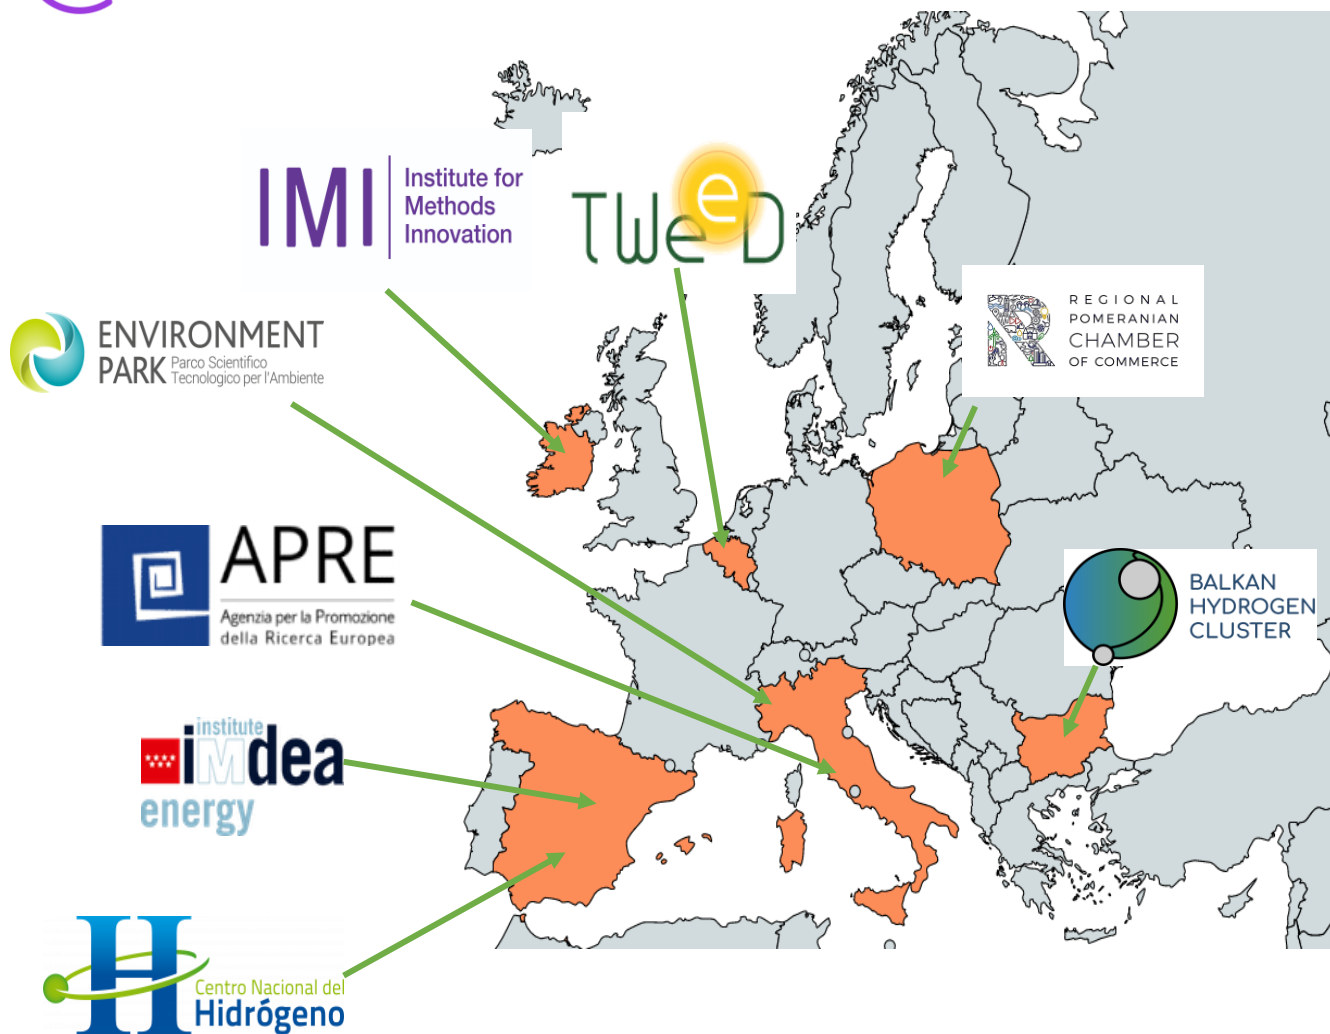 IMI
Institute for
Methods
Innovation
TWeeD
REGIONAL
POMERANIAN
CHAMBER
OF COMMERCE
ENVIRONMENT
PARK Parco Scientifico
Tecnologico per l'Ambiente
APRE
Agenzia per la Promozione
della Ricerca Europea
BALKAN
HYDROGEN
CLUSTER
institute
iMdea
energy
H
Centro Nacional del
Hidrógeno